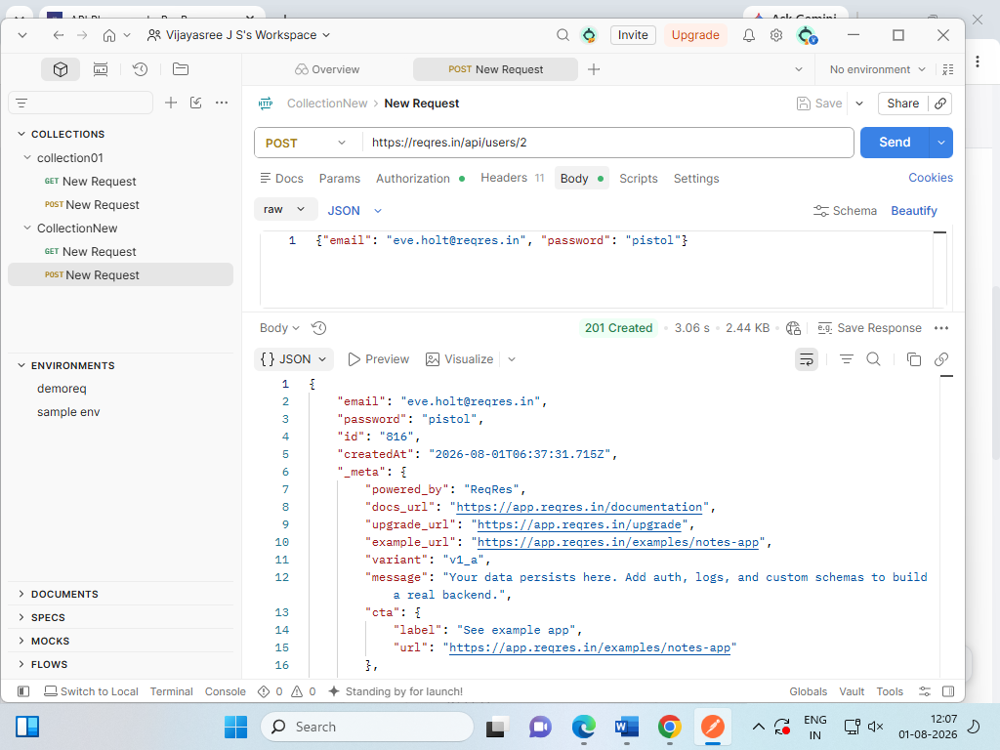 Ask Gemini
Vijayasree J S's Workspace
Invite
Upgrade
Overview
POST New Request
No environment
CollectionNew > New Request
Save
Share
POST
https://reqres.in/api/users/2
Send
Docs
Params
Authorization
Headers 11
Body
Scripts
Settings
Cookies
raw
JSON
Schema
Beautify
1 {"email": "eve.holt@reqres.in", "password": "pistol"}
COLLECTIONS
collection01
GET New Request
POST New Request
CollectionNew
GET New Request
POST New Request
ENVIRONMENTS
demoreq
sample env
DOCUMENTS
SPECS
MOCKS
FLOWS
Body
201 Created • 3.06 s • 2.44 KB
e.g. Save Response
{ } JSON
Preview
Visualize
1 {
2 "email": "eve.holt@reqres.in",
3 "password": "pistol",
4 "id": "816",
5 "createdAt": "2026-08-01T06:37:31.715Z",
6 "_meta": {
7 "powered_by": "ReqRes",
8 "docs_url": "https://app.reqres.in/documentation",
9 "upgrade_url": "https://app.reqres.in/upgrade",
10 "example_url": "https://app.reqres.in/examples/notes-app",
11 "variant": "v1_a",
12 "message": "Your data persists here. Add auth, logs, and custom schemas to build
a real backend.",
13 "cta": {
14 "label": "See example app",
15 "url": "https://app.reqres.in/examples/notes-app"
16 },
Switch to Local
Terminal
Console
0
0
Standing by for launch!
Globals
Vault
Tools
Search
ENG
IN
12:07
01-08-2026